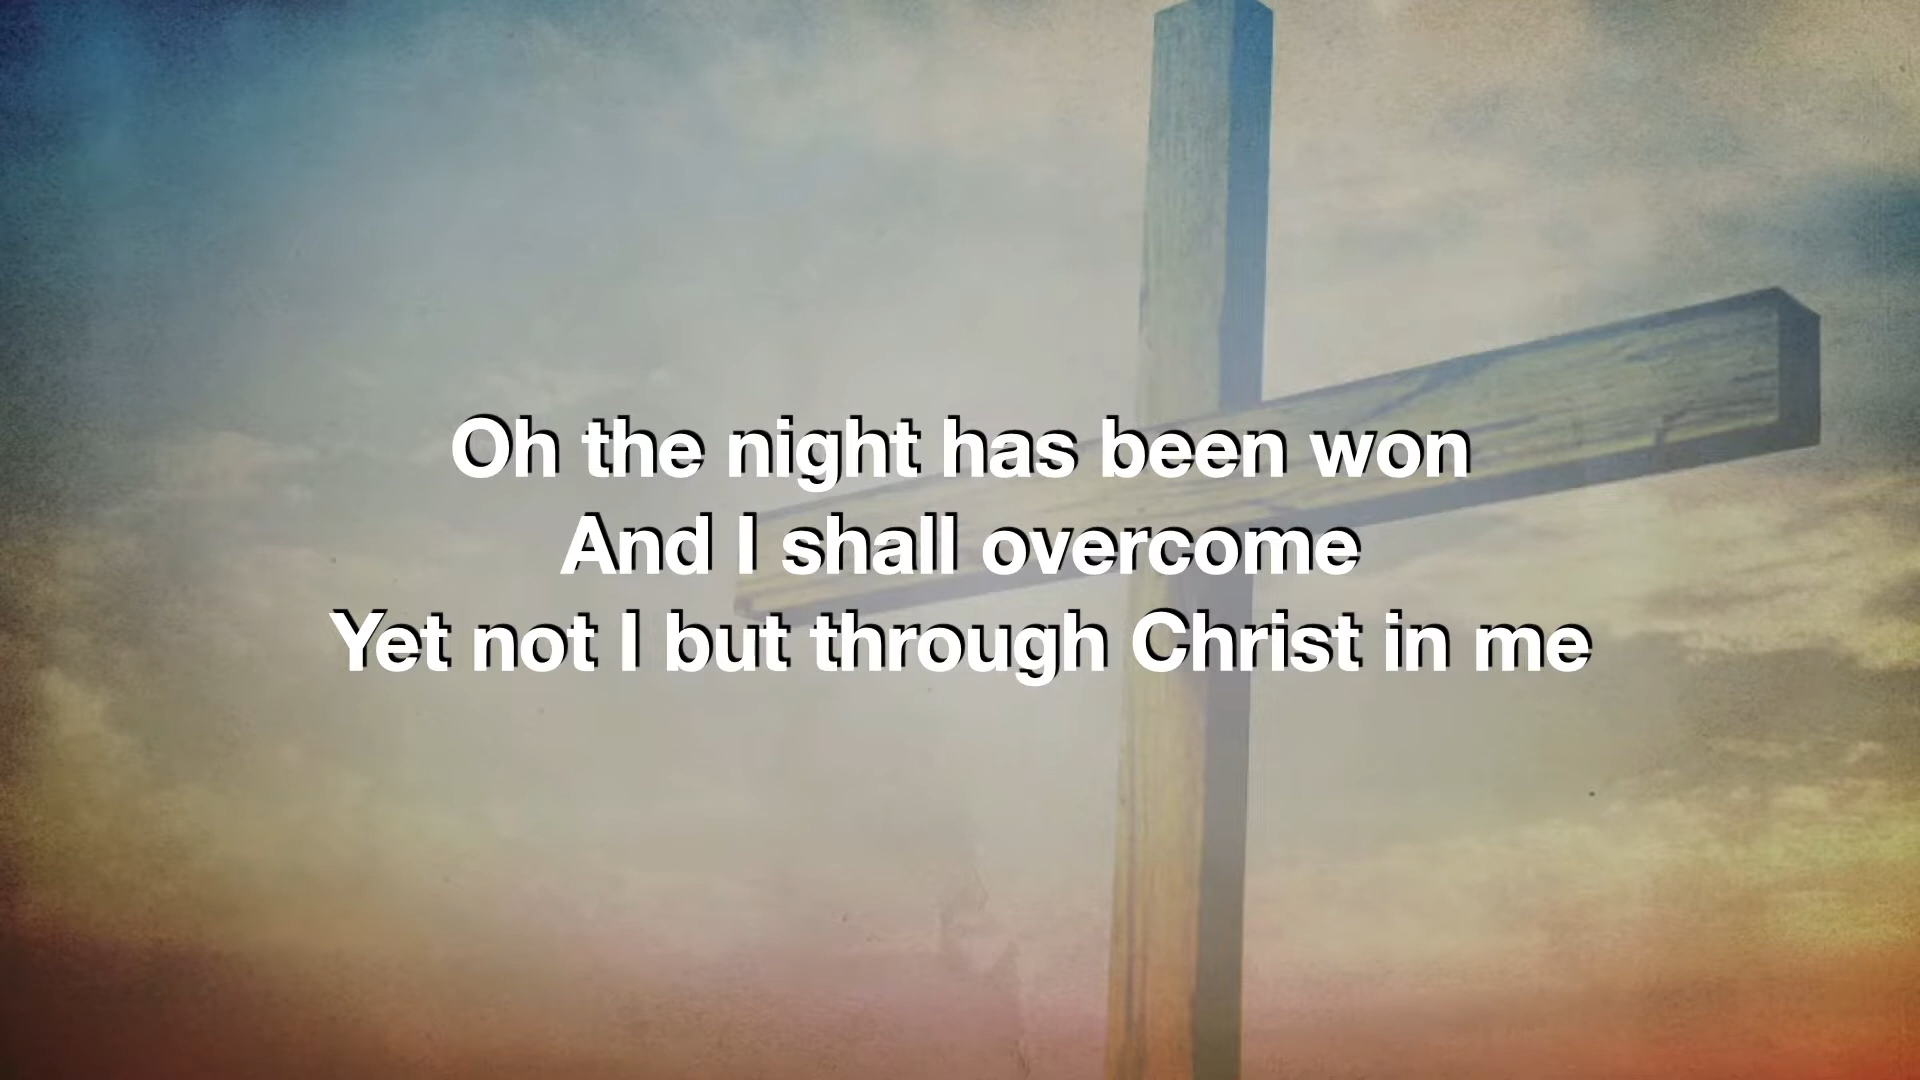 Oh the night has been won
And I shall overcome
Yet not I but through Christ in me